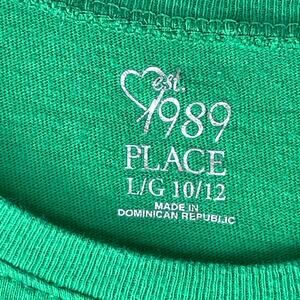 est.
1989
PLACE
L/G 10/12
MADE IN
DOMINICAN REPUBLIC